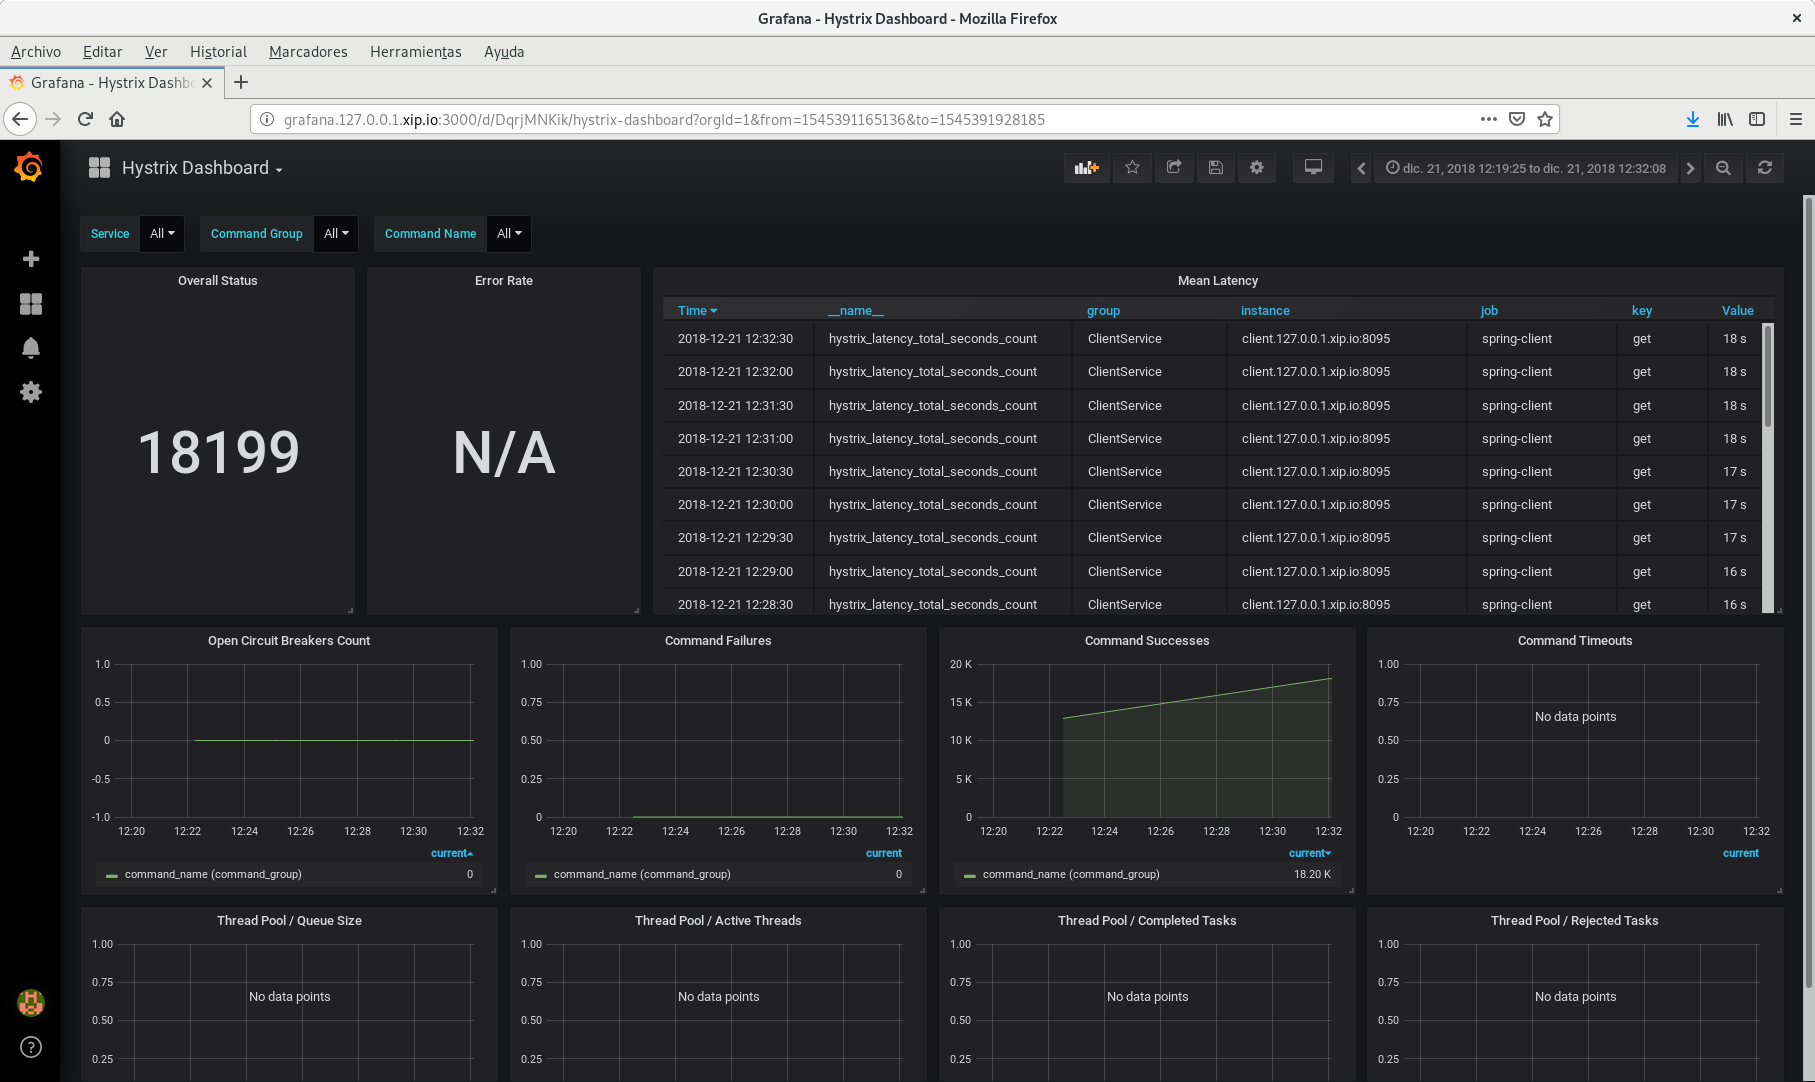 Grafana - Hystrix Dashboard - Mozilla Firefox
Archivo Editar Ver Historial Marcadores Herramientas Ayuda
Grafana - Hystrix Dashb
grafana.127.0.0.1.xip.io:3000/d/DqrjMNKik/hystrix-dashboard?orgId=1&from=1545391165136&to=1545391928185
Hystrix Dashboard
dic. 21, 2018 12:19:25 to dic. 21, 2018 12:32:08
Service All Command Group All Command Name All
Overall Status
18199
Error Rate
N/A
Mean Latency
Time __name__ group instance job key Value
2018-12-21 12:32:30 hystrix_latency_total_seconds_count ClientService client.127.0.0.1.xip.io:8095 spring-client get 18 s
2018-12-21 12:32:00 hystrix_latency_total_seconds_count ClientService client.127.0.0.1.xip.io:8095 spring-client get 18 s
2018-12-21 12:31:30 hystrix_latency_total_seconds_count ClientService client.127.0.0.1.xip.io:8095 spring-client get 18 s
2018-12-21 12:31:00 hystrix_latency_total_seconds_count ClientService client.127.0.0.1.xip.io:8095 spring-client get 18 s
2018-12-21 12:30:30 hystrix_latency_total_seconds_count ClientService client.127.0.0.1.xip.io:8095 spring-client get 17 s
2018-12-21 12:30:00 hystrix_latency_total_seconds_count ClientService client.127.0.0.1.xip.io:8095 spring-client get 17 s
2018-12-21 12:29:30 hystrix_latency_total_seconds_count ClientService client.127.0.0.1.xip.io:8095 spring-client get 17 s
2018-12-21 12:29:00 hystrix_latency_total_seconds_count ClientService client.127.0.0.1.xip.io:8095 spring-client get 16 s
2018-12-21 12:28:30 hystrix_latency_total_seconds_count ClientService client.127.0.0.1.xip.io:8095 spring-client get 16 s
Open Circuit Breakers Count
1.0
0.5
0
-0.5
-1.0
12:20 12:22 12:24 12:26 12:28 12:30 12:32
current
command_name (command_group) 0
Command Failures
1.00
0.75
0.50
0.25
0
12:20 12:22 12:24 12:26 12:28 12:30 12:32
current
command_name (command_group) 0
Command Successes
20 K
15 K
10 K
5 K
0
12:20 12:22 12:24 12:26 12:28 12:30 12:32
current
command_name (command_group) 18.20 K
Command Timeouts
1.00
0.75
No data points
0.50
0.25
0
12:20 12:22 12:24 12:26 12:28 12:30 12:32
current
Thread Pool / Queue Size
1.00
0.75
No data points
0.50
0.25
Thread Pool / Active Threads
1.00
0.75
No data points
0.50
0.25
Thread Pool / Completed Tasks
1.00
0.75
No data points
0.50
0.25
Thread Pool / Rejected Tasks
1.00
0.75
No data points
0.50
0.25